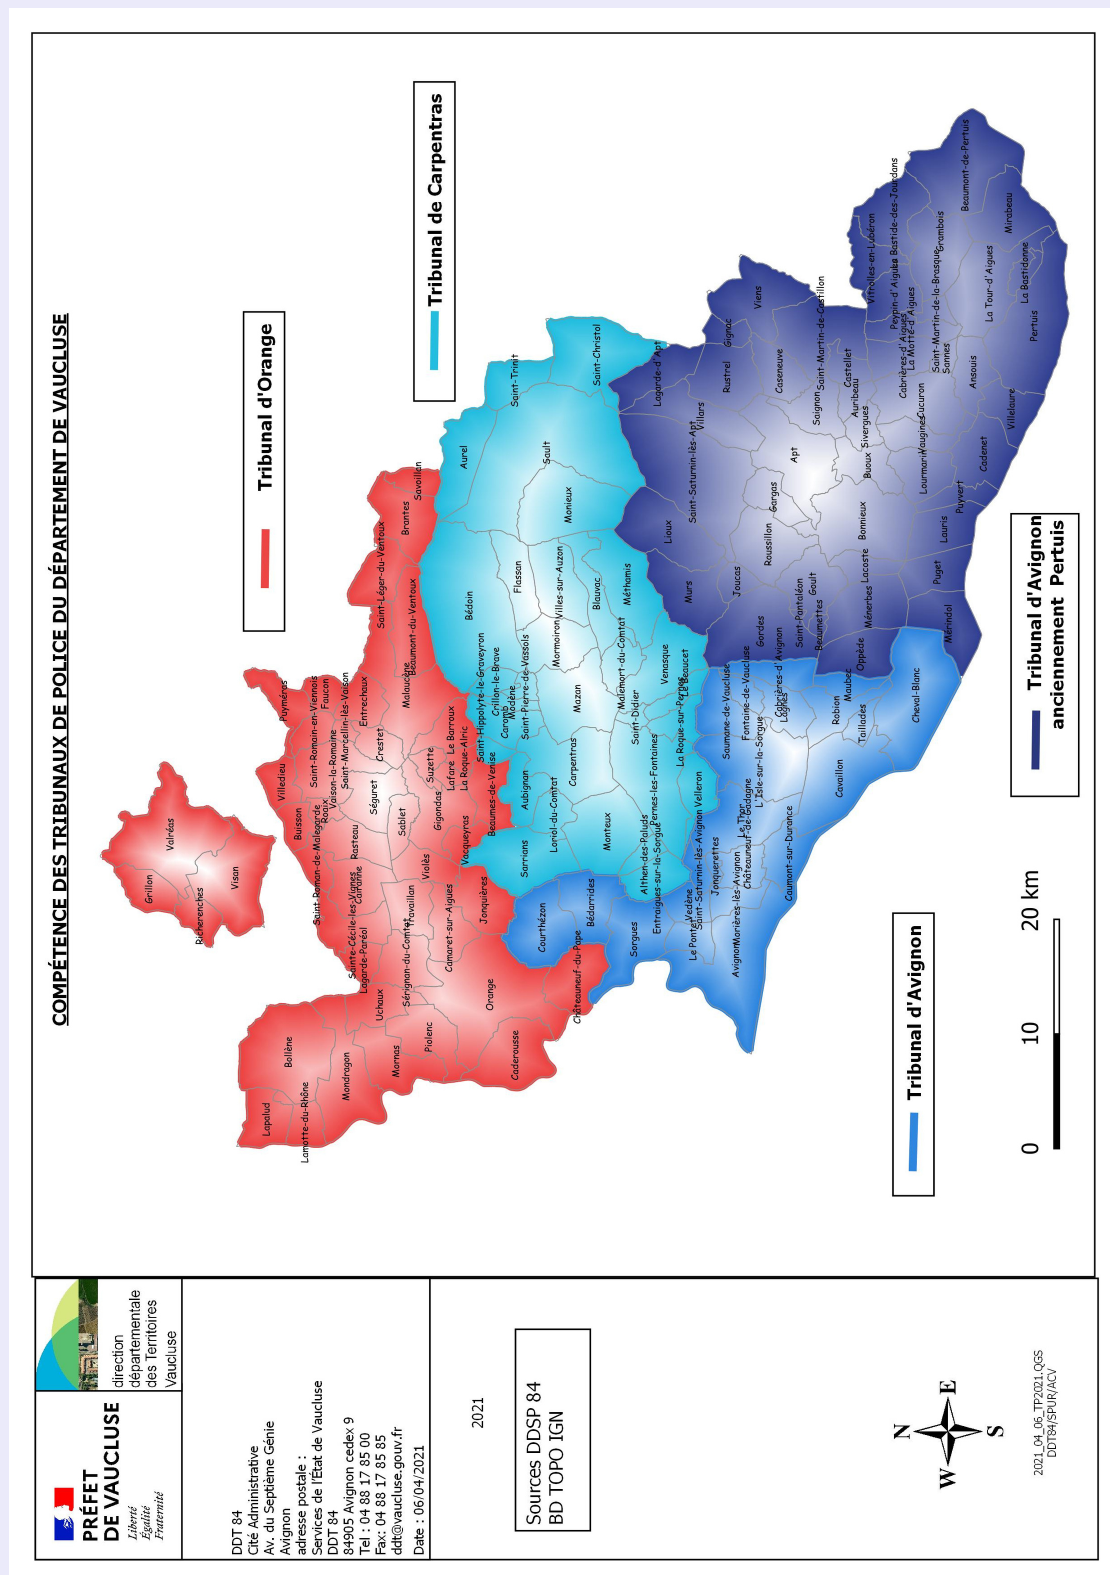 COMPÉTENCE DES TRIBUNAUX DE POLICE DU DÉPARTEMENT DE VAUCLUSE
Tribunal d'Orange
Tribunal de Carpentras
Tribunal d'Avignon
Tribunal d'Avignon
anciennement Pertuis
Valréas
Grillon
Richerenches
Visan
Puyméras
Villedieu
Buisson
Saint-Romain-en-Viennois
Faucon
Saint-Marcellin-lès-Vaison
Vaison-la-Romaine
Roaix
Saint-Roman-de-Malegarde
Entrechaux
Crestet
Séguret
Rasteau
Cairanne
Sainte-Cécile-les-Vignes
Lagarde-Paréol
Saint-Léger-du-Ventoux
Brantes
Savoillan
Beaumont-du-Ventoux
Malaucène
Sablet
Suzette
Le Barroux
Lafare
La Roque-Alric
Gigondas
Beaumes-de-Venise
Vacqueyras
Violès
Travaillan
Sérignan-du-Comtat
Camaret-sur-Aigues
Jonquières
Uchaux
Bollène
Lapalud
Lamotte-du-Rhône
Mondragon
Mornas
Piolenc
Orange
Caderousse
Châteauneuf-du-Pape
Aurel
Saint-Trinit
Saint-Christol
Sault
Monieux
Bédoin
Flassan
Villes-sur-Auzon
Blauvac
Méthamis
Mormoiron
Saint-Hippolyte-le-Graveyron
Crillon-le-Brave
Caromb
Modène
Saint-Pierre-de-Vassols
Mazan
Malemort-du-Comtat
Venasque
Le Beaucet
Saint-Didier
La Roque-sur-Pernes
Pernes-les-Fontaines
Carpentras
Aubignan
Loriol-du-Comtat
Sarrians
Monteux
Althen-des-Paluds
Entraigues-sur-la-Sorgue
Velleron
Courthézon
Bédarrides
Sorgues
Le Pontet
Vedène
Saint-Saturnin-lès-Avignon
Jonquerettes
Morières-lès-Avignon
Avignon
Châteauneuf-de-Gadagne
Le Thor
L'Isle-sur-la-Sorgue
Caumont-sur-Durance
Saumane-de-Vaucluse
Fontaine-de-Vaucluse
Cabrières-d'Avignon
Lagnes
Robion
Maubec
Taillades
Cavaillon
Cheval-Blanc
Lagarde-d'Apt
Villars
Rustrel
Gignac
Viens
Caseneuve
Saint-Martin-de-Castillon
Castellet
Auribeau
Saignon
Sivergues
Buoux
Apt
Gargas
Saint-Saturnin-lès-Apt
Lioux
Murs
Roussillon
Joucas
Gordes
Goult
Saint-Pantaléon
Beaumettes
Oppède
Ménerbes
Lacoste
Bonnieux
Mérindol
Puget
Lauris
Puyvert
Lourmarin
Vaugines
Cucuron
Cadenet
Villelaure
Ansouis
Sannes
Cabrières-d'Aigues
La Motte-d'Aigues
Saint-Martin-de-la-Brasque
Peypin-d'Aigues
La Bastide-des-Jourdans
Vitrolles-en-Lubéron
Grambois
Beaumont-de-Pertuis
Mirabeau
La Tour-d'Aigues
La Bastidonne
Pertuis
0 10 20 km
PRÉFET
DE VAUCLUSE
Liberté
Égalité
Fraternité
direction
départementale
des Territoires
Vaucluse
DDT 84
Cité Administrative
Av. du Septième Génie
Avignon
adresse postale :
Services de l'État de Vaucluse
DDT 84
84905 Avignon cedex 9
Tel : 04 88 17 85 00
Fax: 04 88 17 85 85
ddt@vaucluse.gouv.fr
Date : 06/04/2021
2021
Sources DDSP 84
BD TOPO IGN
N
W E
S
2021_04_06_TP2021.QGS
DDT84/SPUR/ACV